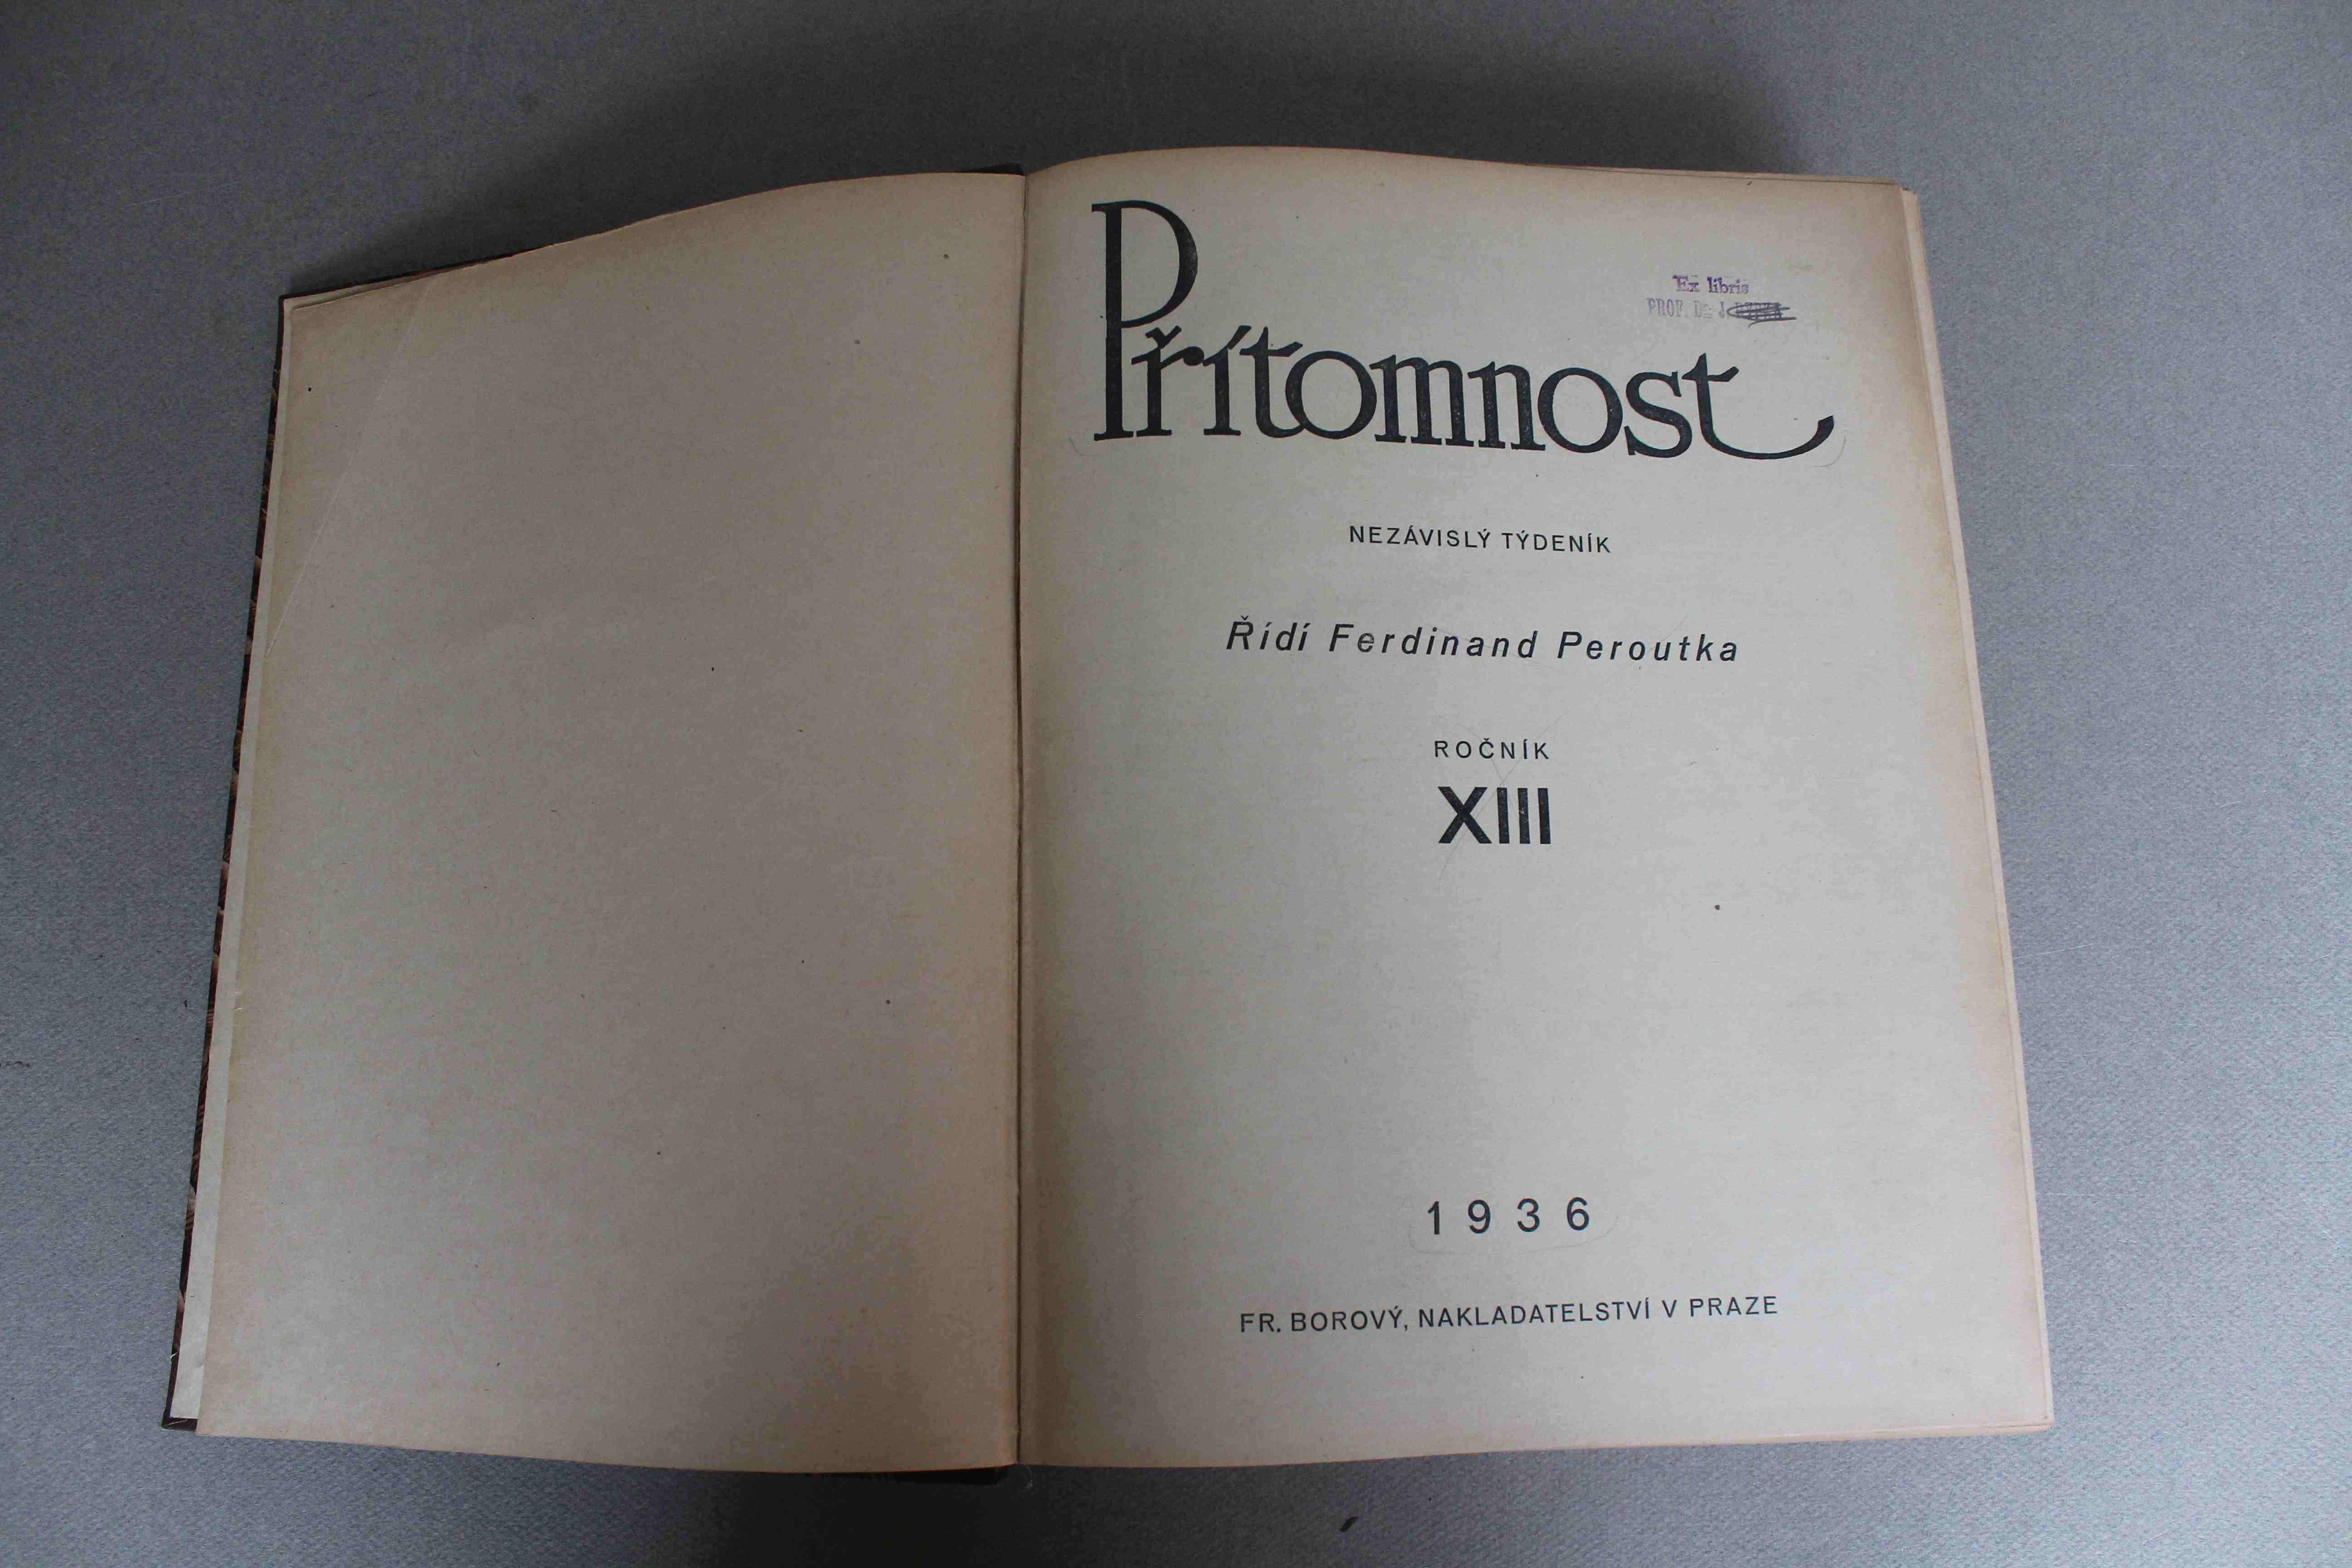 Přítomnost
Ex libris
PROF. Dr J.
NEZÁVISLÝ TÝDENÍK
Řídí Ferdinand Peroutka
ROČNÍK
XIII
1936
FR. BOROVÝ, NAKLADATELSTVÍ V PRAZE